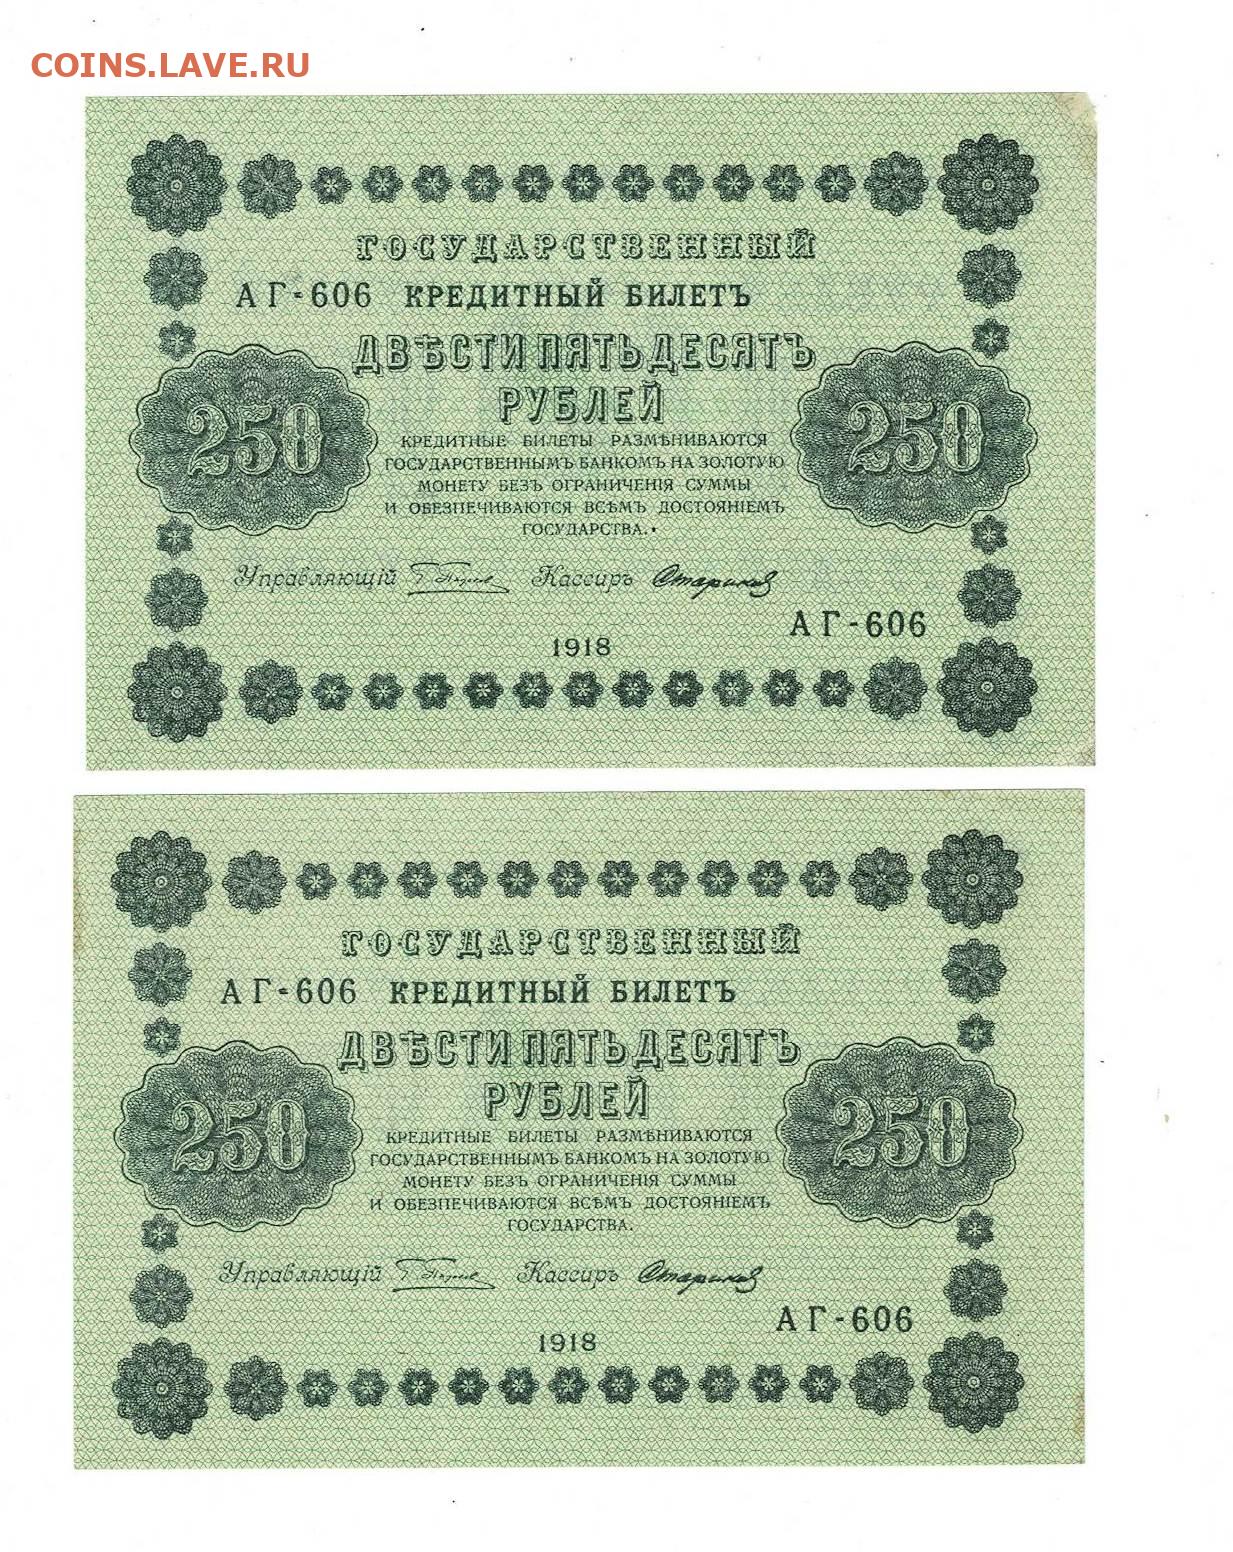 COINS.LAVE.RU
ГОСУДАРСТВЕННЫЙ
АГ-606 КРЕДИТНЫЙ БИЛЕТЪ
ДВѢСТИ ПЯТЬДЕСЯТЪ
РУБЛЕЙ
250 250
КРЕДИТНЫЕ БИЛЕТЫ РАЗМѢНИВАЮТСЯ
ГОСУДАРСТВЕННЫМЪ БАНКОМЪ НА ЗОЛОТУЮ
МОНЕТУ БЕЗЪ ОГРАНИЧЕНІЯ СУММЫ
И ОБЕЗПЕЧИВАЮТСЯ ВСѢМЪ ДОСТОЯНІЕМЪ
ГОСУДАРСТВА.
Управляющій Кассиръ
АГ-606
1918
ГОСУДАРСТВЕННЫЙ
АГ-606 КРЕДИТНЫЙ БИЛЕТЪ
ДВѢСТИ ПЯТЬДЕСЯТЪ
РУБЛЕЙ
250 250
КРЕДИТНЫЕ БИЛЕТЫ РАЗМѢНИВАЮТСЯ
ГОСУДАРСТВЕННЫМЪ БАНКОМЪ НА ЗОЛОТУЮ
МОНЕТУ БЕЗЪ ОГРАНИЧЕНІЯ СУММЫ
И ОБЕЗПЕЧИВАЮТСЯ ВСѢМЪ ДОСТОЯНІЕМЪ
ГОСУДАРСТВА.
Управляющій Кассиръ
АГ-606
1918